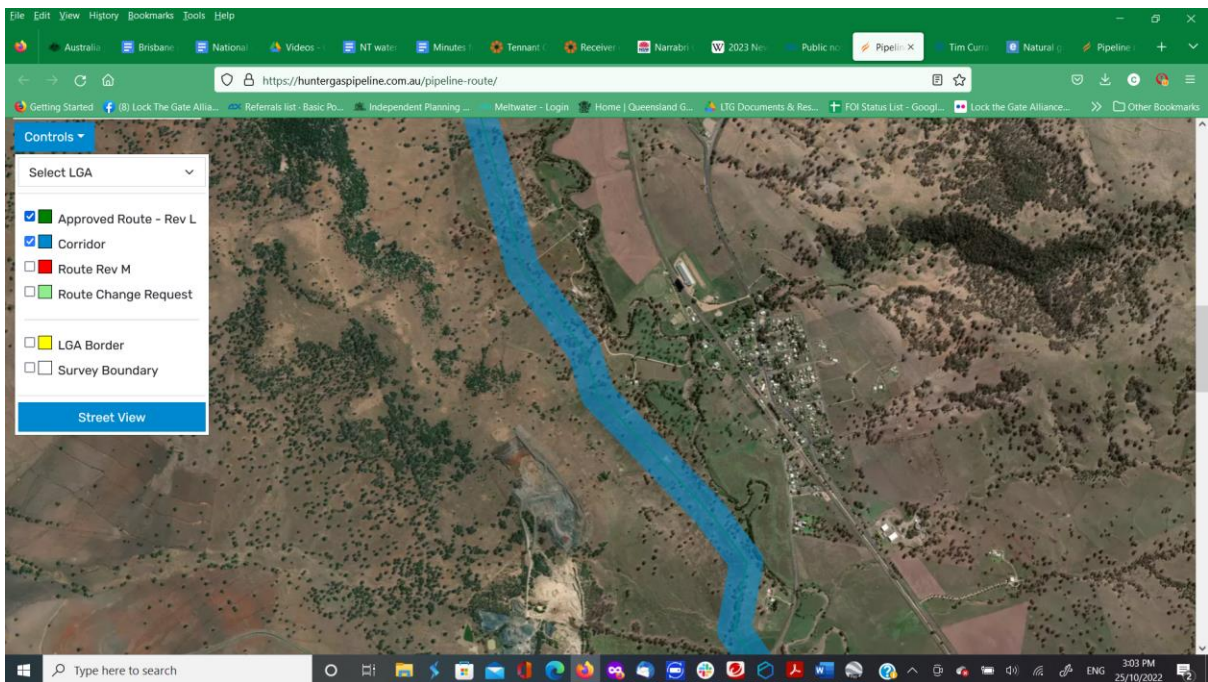 File Edit View History Bookmarks Tools Help
Australia Brisbane National Videos - NT water Minutes Tennant C Receiver Narrabri 2023 Nev Public no Pipelin Tim Curra Natural g Pipeline
https://huntergaspipeline.com.au/pipeline-route/
Getting Started (8) Lock The Gate Allia... Referrals list - Basic Po... Independent Planning ... Meltwater - Login Home | Queensland G... LTG Documents & Res... FOI Status List - Googl... Lock the Gate Alliance... Other Bookmarks
Controls
Select LGA
Approved Route - Rev L
Corridor
Route Rev M
Route Change Request
LGA Border
Survey Boundary
Street View
Type here to search
ENG
3:03 PM
25/10/2022